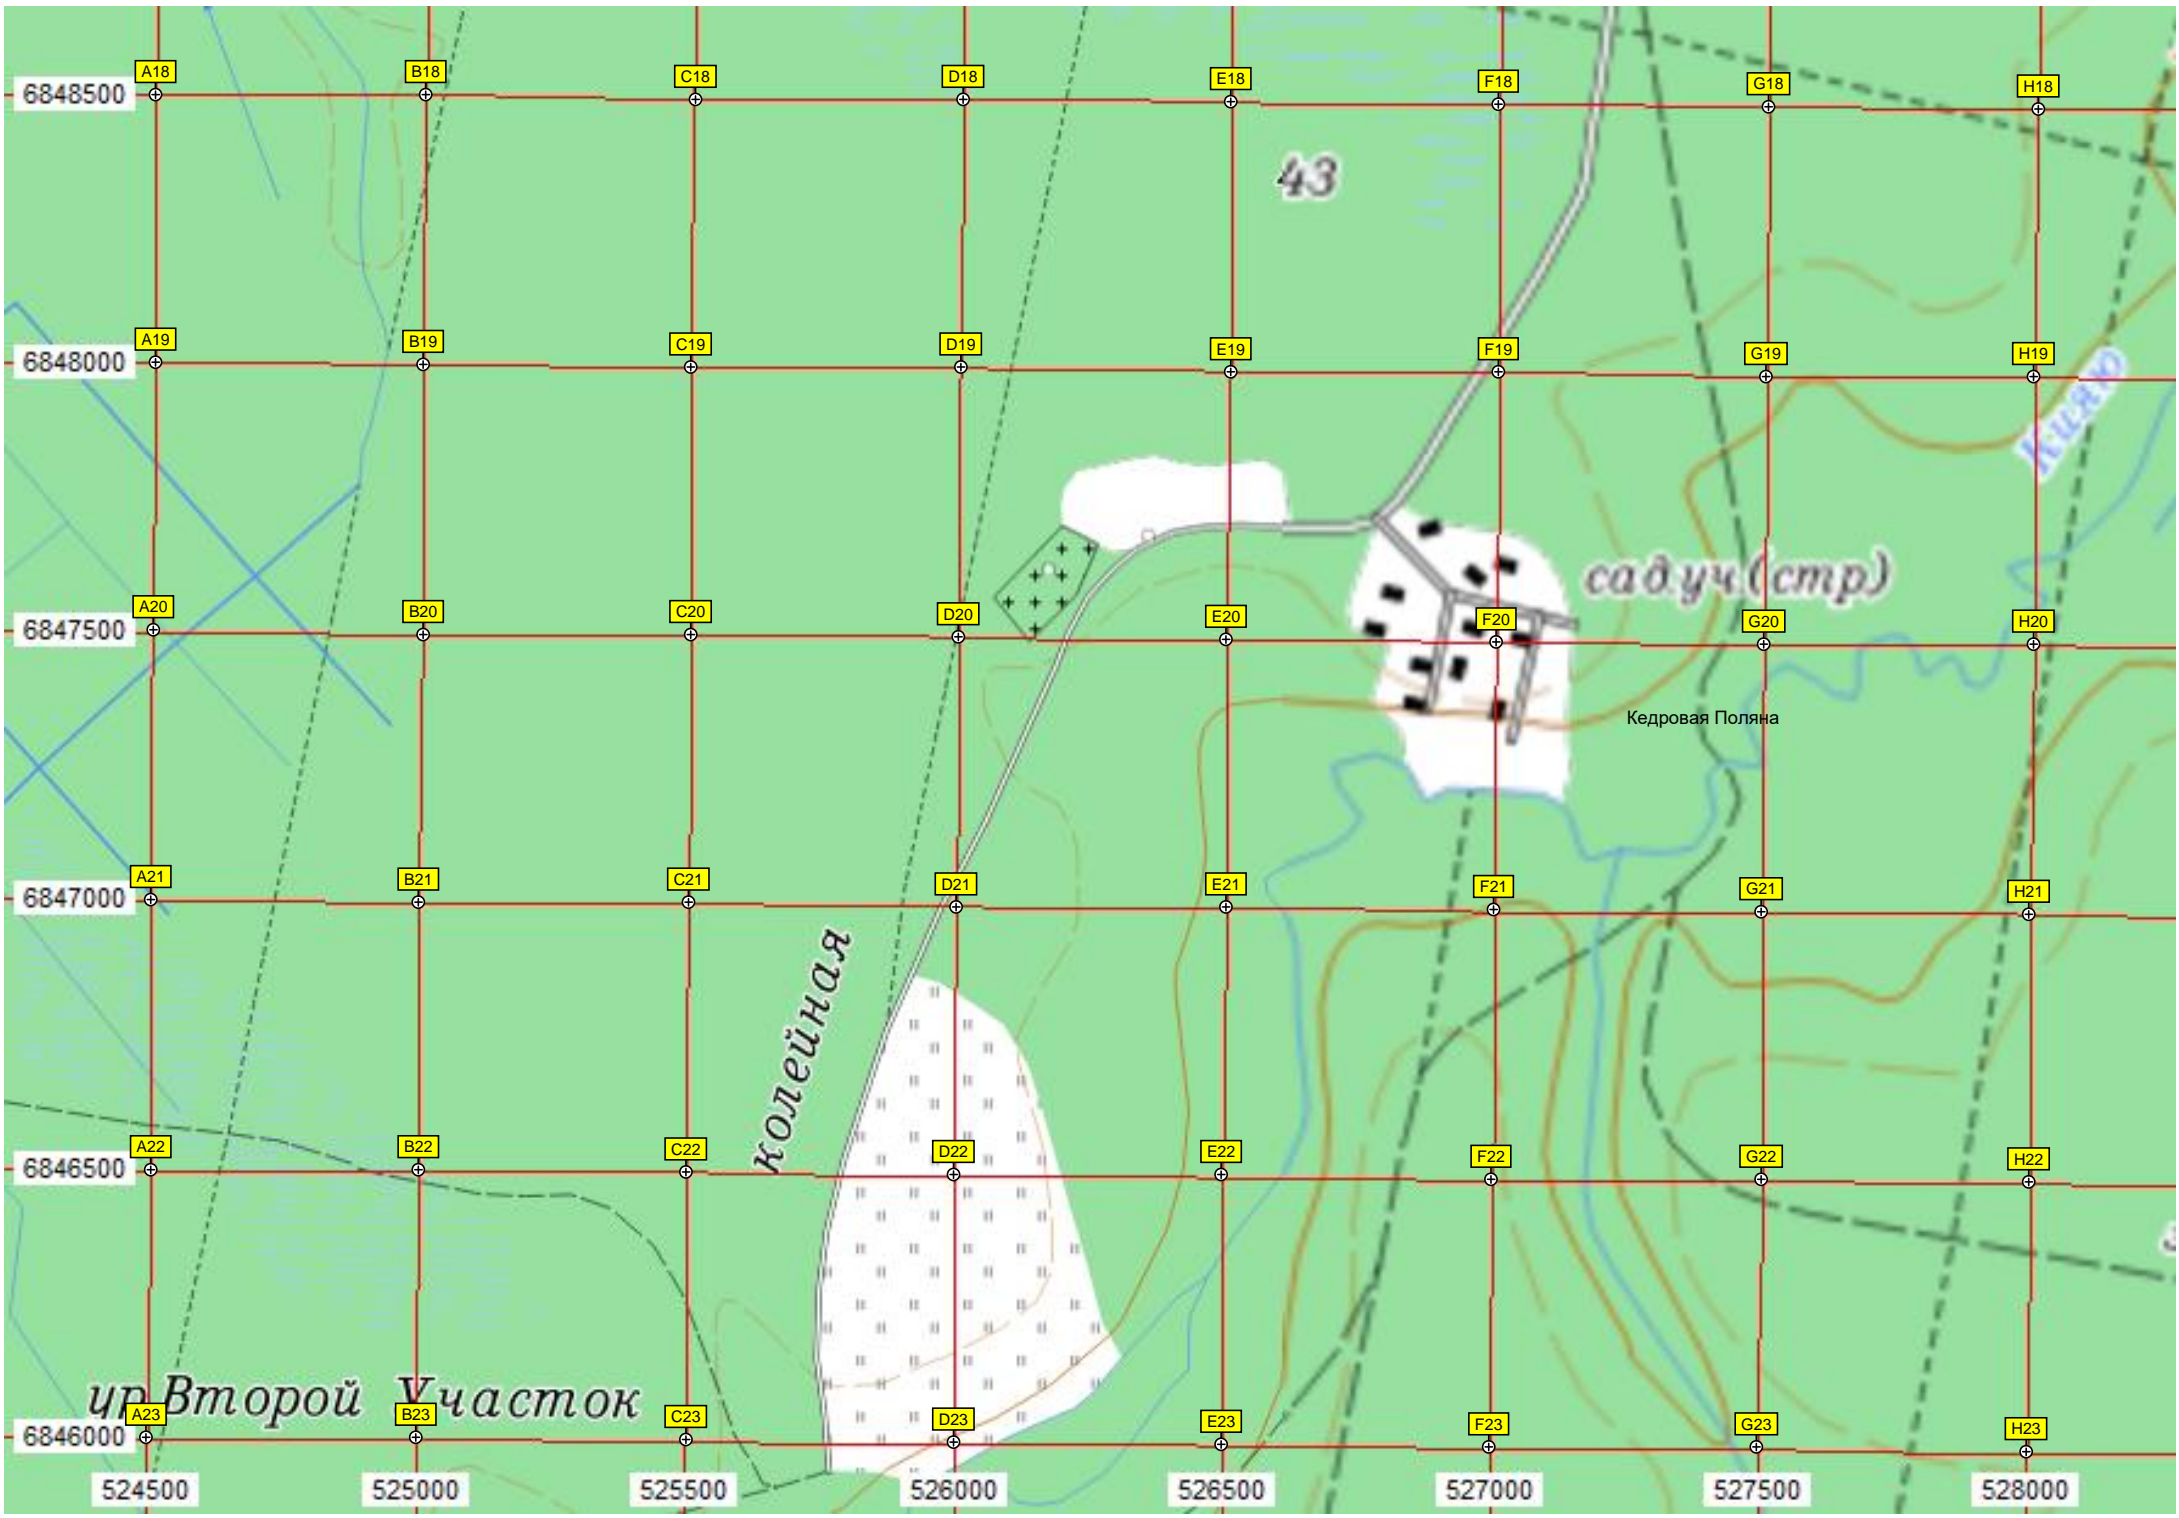 A18 B18 C18 D18 E18 F18 G18 H18
6848500
43
A19 B19 C19 D19 E19 F19 G19 H19
6848000
Кияю
сад.уч.(стр)
A20 B20 C20 D20 E20 F20 G20 H20
6847500
Кедровая Поляна
A21 B21 C21 D21 E21 F21 G21 H21
6847000
колейная
A22 B22 C22 D22 E22 F22 G22 H22
6846500
ур Второй Участок
A23 B23 C23 D23 E23 F23 G23 H23
6846000
524500 525000 525500 526000 526500 527000 527500 528000